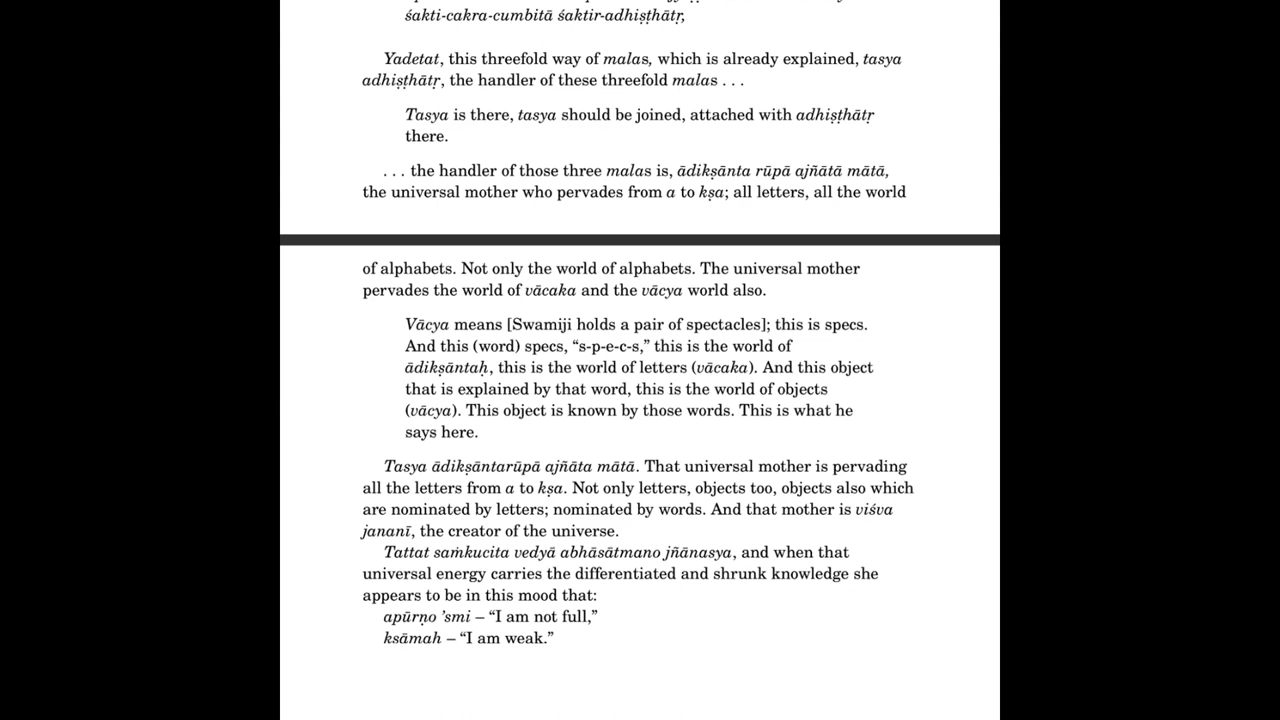 śakti-cakra-cumbitā śaktir-adhiṣṭhātṛ,
Yadetat, this threefold way of malas, which is already explained, tasya
adhiṣṭhātṛ, the handler of these threefold malas . . .
Tasya is there, tasya should be joined, attached with adhiṣṭhātṛ
there.
. . . the handler of those three malas is, ādikṣānta rūpā ajñātā mātā,
the universal mother who pervades from a to kṣa; all letters, all the world
of alphabets. Not only the world of alphabets. The universal mother
pervades the world of vācaka and the vācya world also.
Vācya means [Swamiji holds a pair of spectacles]; this is specs.
And this (word) specs, “s-p-e-c-s,” this is the world of
ādikṣāntaḥ, this is the world of letters (vācaka). And this object
that is explained by that word, this is the world of objects
(vācya). This object is known by those words. This is what he
says here.
Tasya ādikṣāntarūpā ajñāta mātā. That universal mother is pervading
all the letters from a to kṣa. Not only letters, objects too, objects also which
are nominated by letters; nominated by words. And that mother is viśva
jananī, the creator of the universe.
Tattat saṁkucita vedyā abhāsātmano jñānasya, and when that
universal energy carries the differentiated and shrunk knowledge she
appears to be in this mood that:
apūrṇo ’smi – “I am not full,”
ksāmah – “I am weak.”